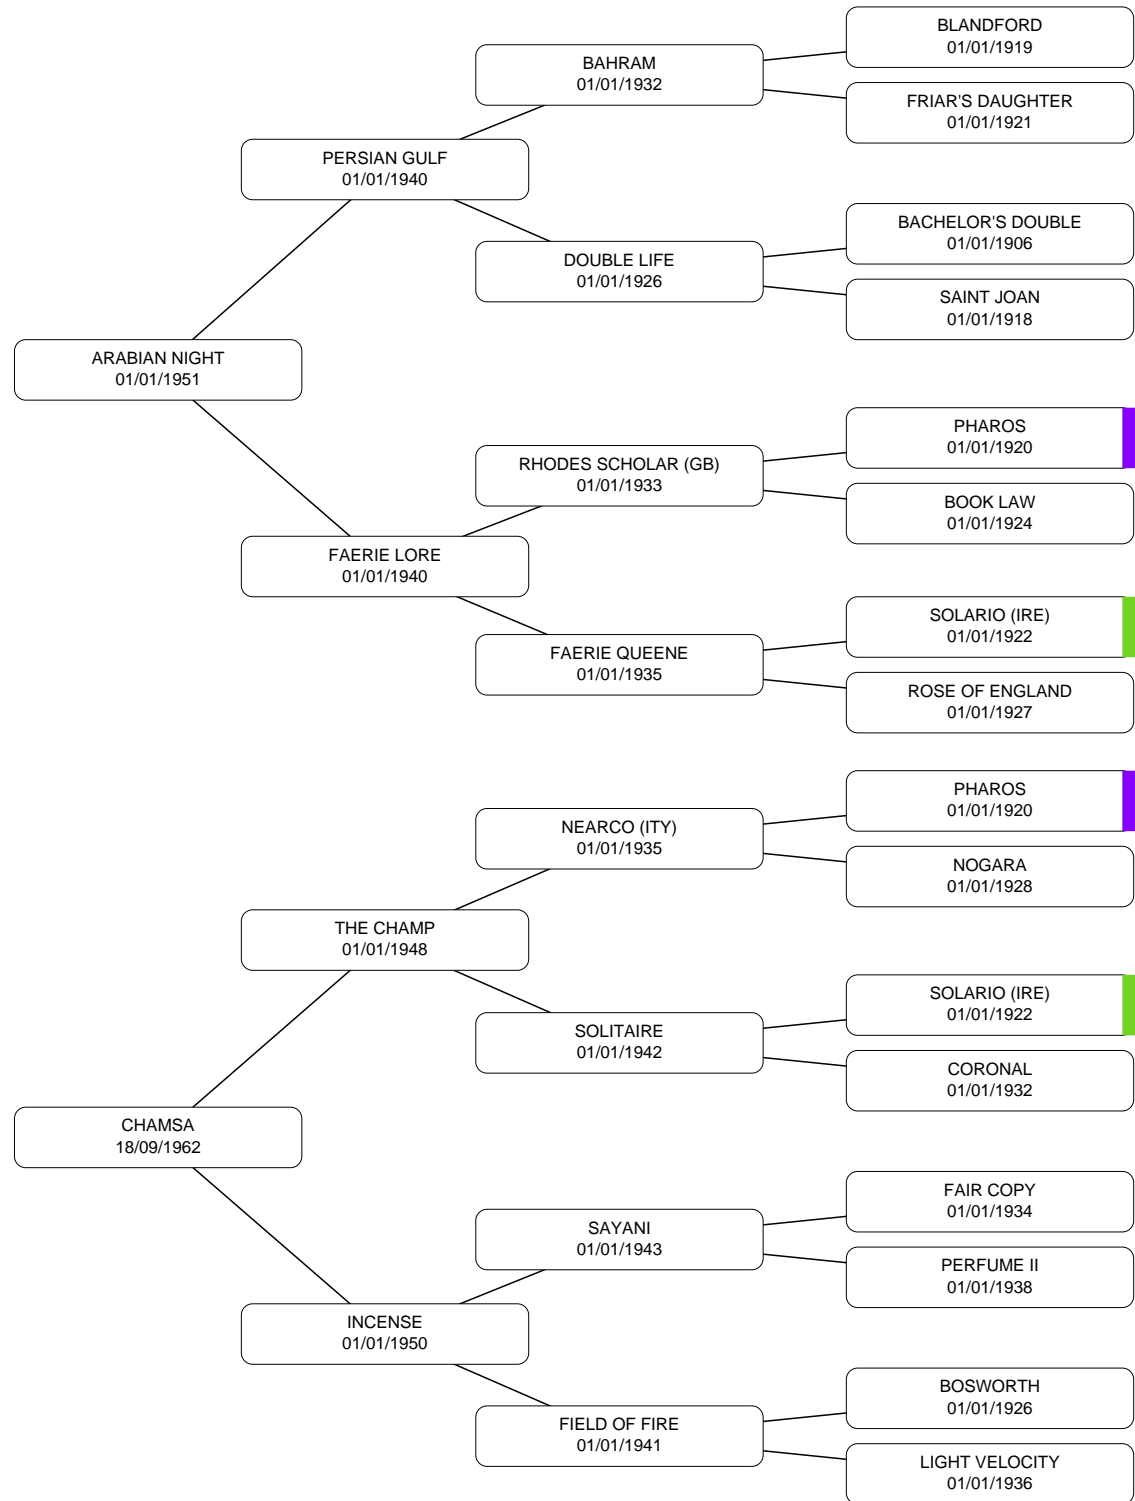 BLANDFORD
01/01/1919
BAHRAM
01/01/1932
FRIAR'S DAUGHTER
01/01/1921
PERSIAN GULF
01/01/1940
BACHELOR'S DOUBLE
01/01/1906
DOUBLE LIFE
01/01/1926
SAINT JOAN
01/01/1918
ARABIAN NIGHT
01/01/1951
PHAROS
01/01/1920
RHODES SCHOLAR (GB)
01/01/1933
BOOK LAW
01/01/1924
FAERIE LORE
01/01/1940
SOLARIO (IRE)
01/01/1922
FAERIE QUEENE
01/01/1935
ROSE OF ENGLAND
01/01/1927
PHAROS
01/01/1920
NEARCO (ITY)
01/01/1935
NOGARA
01/01/1928
THE CHAMP
01/01/1948
SOLARIO (IRE)
01/01/1922
SOLITAIRE
01/01/1942
CORONAL
01/01/1932
CHAMSA
18/09/1962
FAIR COPY
01/01/1934
SAYANI
01/01/1943
PERFUME II
01/01/1938
INCENSE
01/01/1950
BOSWORTH
01/01/1926
FIELD OF FIRE
01/01/1941
LIGHT VELOCITY
01/01/1936